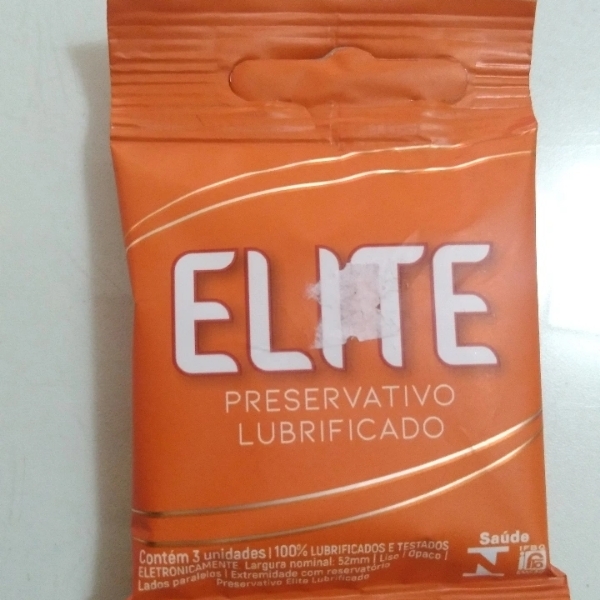 ELITE
PRESERVATIVO
LUBRIFICADO
Contém 3 unidades | 100% LUBRIFICADOS E TESTADOS
ELETRONICAMENTE Largura nominal: 52mm | Liso | Opaco |
Lados paralelos | Extremidade com reservatório
Preservativo Elite Lubrificado
Saúde